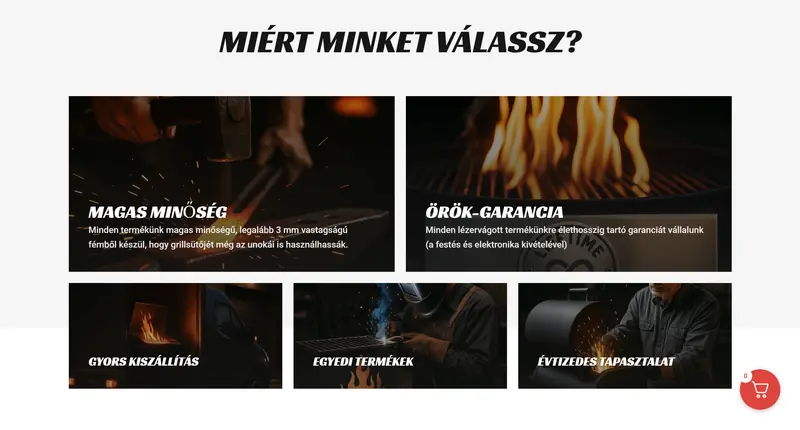 MIÉRT MINKET VÁLASSZ?
MAGAS MINŐSÉG
Minden termékünk magas minőségű, legalább 3 mm vastagságú
fémből készül, hogy grillsütőjét még az unokái is használhassák.
ÖRÖK-GARANCIA
Minden lézervágott termékünkre élethosszig tartó garanciát vállalunk
(a festés és elektronika kivételével)
LIFETIME
GYORS KISZÁLLÍTÁS
EGYEDI TERMÉKEK
ÉVTIZEDES TAPASZTALAT
0